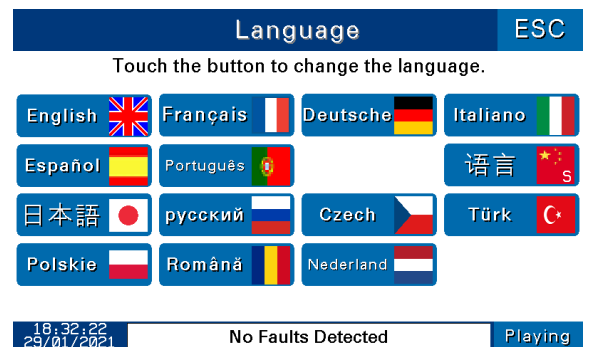 Language ESC
Touch the button to change the language.
English Français Deutsche Italiano
Español Português 语言 S
日本語 русский Czech Türk
Polskie Română Nederland
18:32:22
29/01/2021
No Faults Detected
Playing